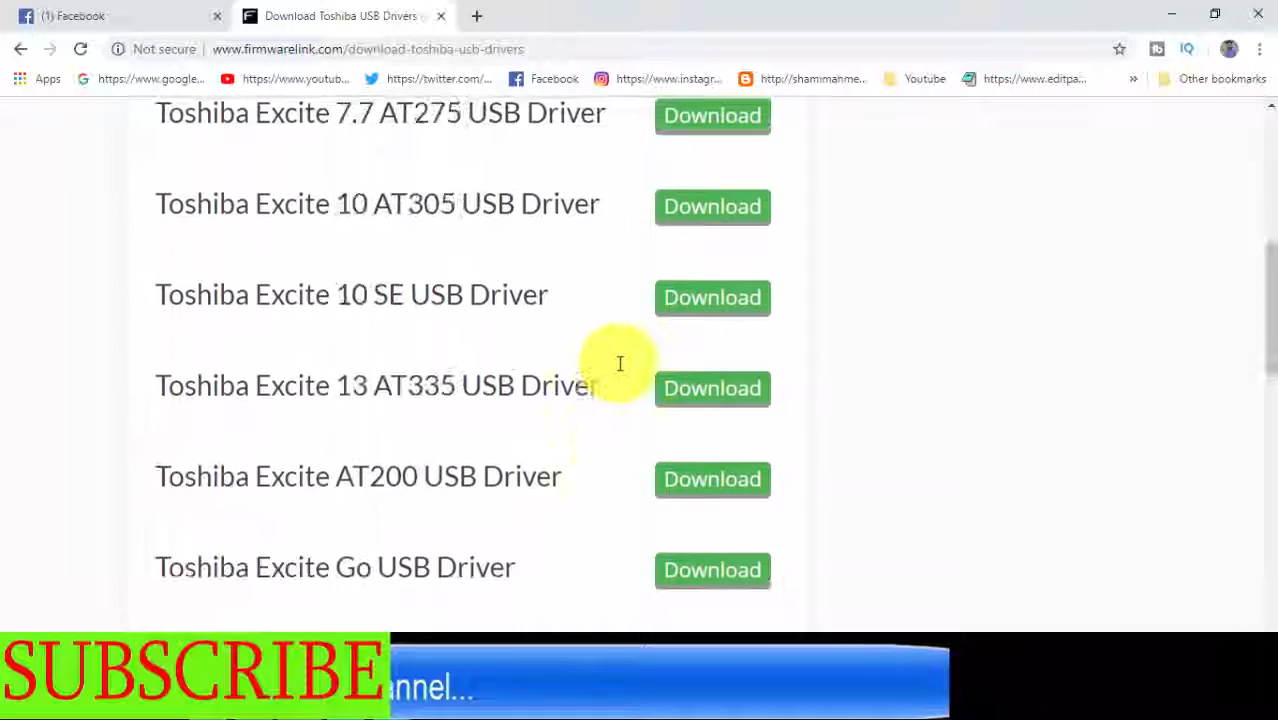 (1) Facebook
Download Toshiba USB Drivers
Not secure | www.firmwarelink.com/download-toshiba-usb-drivers
Apps https://www.google... https://www.youtub... https://twitter.com/... Facebook https://www.instagr... http://shamimahme... Youtube https://www.editpa... » Other bookmarks
Toshiba Excite 7.7 AT275 USB Driver Download
Toshiba Excite 10 AT305 USB Driver Download
Toshiba Excite 10 SE USB Driver Download
Toshiba Excite 13 AT335 USB Driver Download
Toshiba Excite AT200 USB Driver Download
Toshiba Excite Go USB Driver Download
SUBSCRIBE
annel...